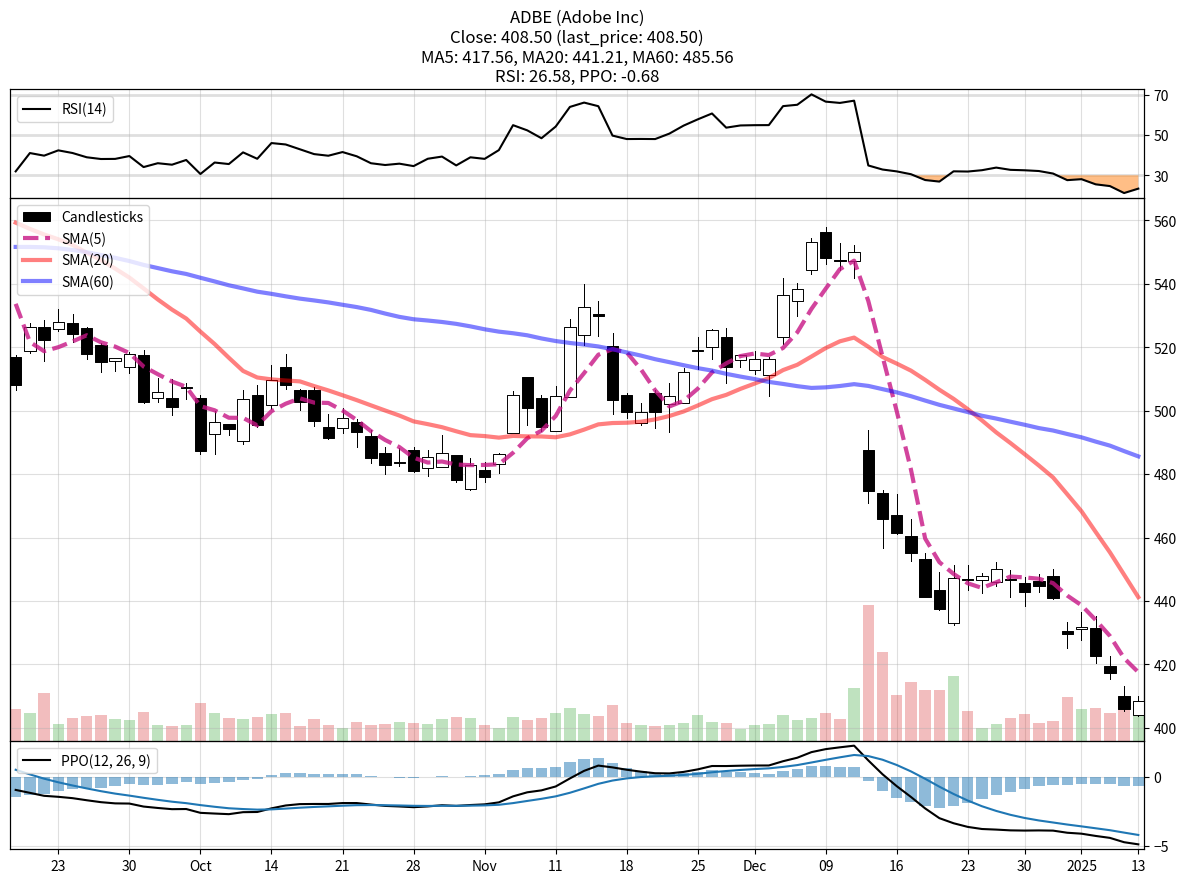 ADBE (Adobe Inc)
Close: 408.50 (last_price: 408.50)
MA5: 417.56, MA20: 441.21, MA60: 485.56
RSI: 26.58, PPO: -0.68
RSI(14)
70
50
30
Candlesticks
SMA(5)
SMA(20)
SMA(60)
560
540
520
500
480
460
440
420
400
PPO(12, 26, 9)
0
−5
23 30 Oct 14 21 28 Nov 11 18 25 Dec 09 16 23 30 2025 13